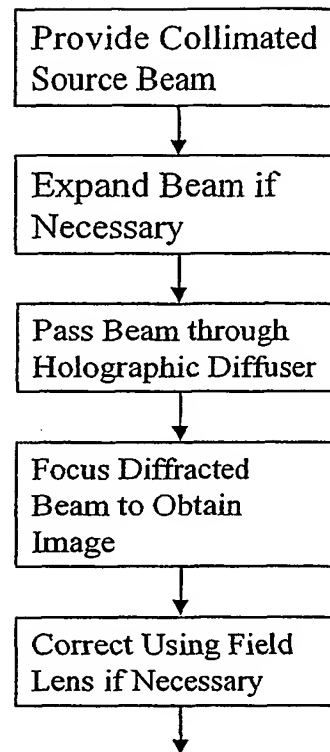 Provide Collimated
Source Beam
Expand Beam if
Necessary
Pass Beam through
Holographic Diffuser
Focus Diffracted
Beam to Obtain
Image
Correct Using Field
Lens if Necessary